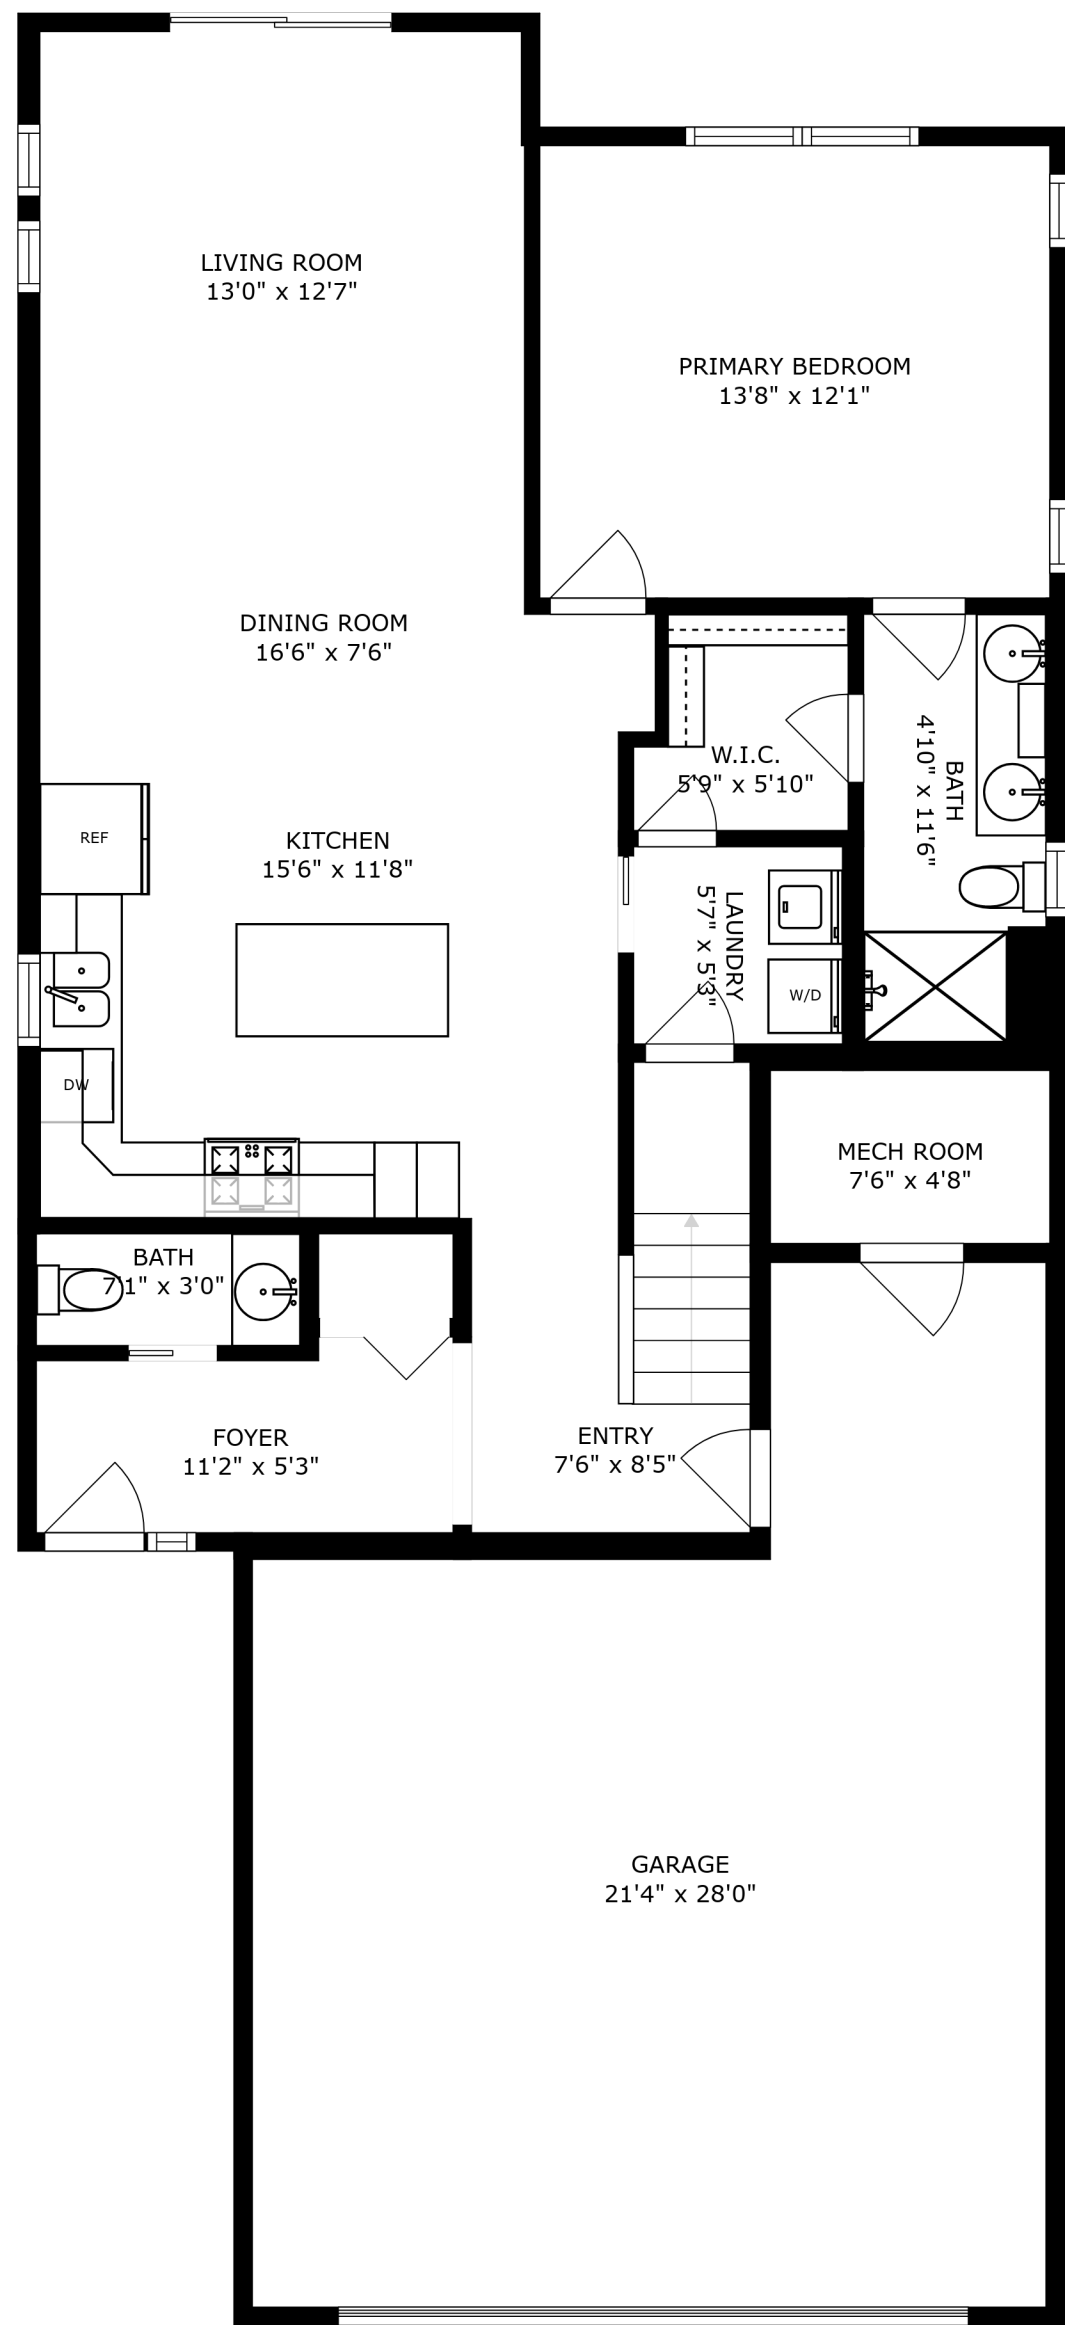 LIVING ROOM
13'0" x 12'7"
PRIMARY BEDROOM
13'8" x 12'1"
DINING ROOM
16'6" x 7'6"
W.I.C.
5'9" x 5'10"
BATH
4'10" x 11'6"
REF
KITCHEN
15'6" x 11'8"
LAUNDRY
5'7" x 5'3"
W/D
DW
MECH ROOM
7'6" x 4'8"
BATH
7'1" x 3'0"
FOYER
11'2" x 5'3"
ENTRY
7'6" x 8'5"
GARAGE
21'4" x 28'0"